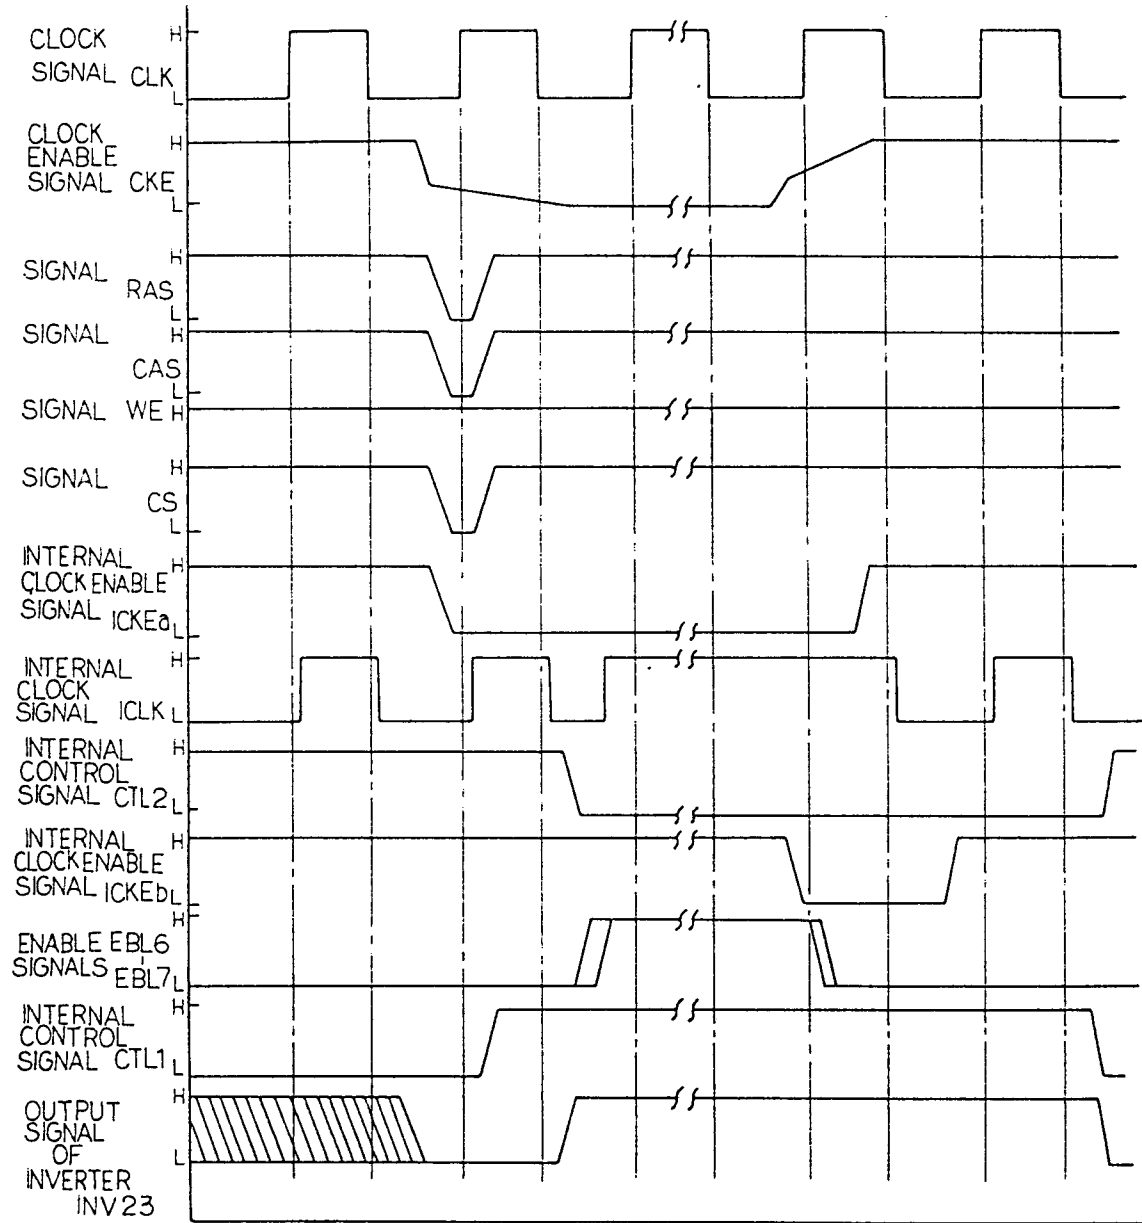 CLOCK H
SIGNAL CLK
L
CLOCK
ENABLE H
SIGNAL CKE
L
SIGNAL H
RAS
L
SIGNAL H
CAS
L
SIGNAL WE H
SIGNAL H
CS
L
INTERNAL H
CLOCK ENABLE
SIGNAL ICKEa L
INTERNAL H
CLOCK
SIGNAL ICLK L
INTERNAL H
CONTROL
SIGNAL CTL2 L
INTERNAL H
CLOCK ENABLE
SIGNAL ICKEb L
H
ENABLE EBL6
SIGNALS EBL7 L
INTERNAL H
CONTROL
SIGNAL CTL1 L
OUTPUT H
SIGNAL
OF L
INVERTER
INV23